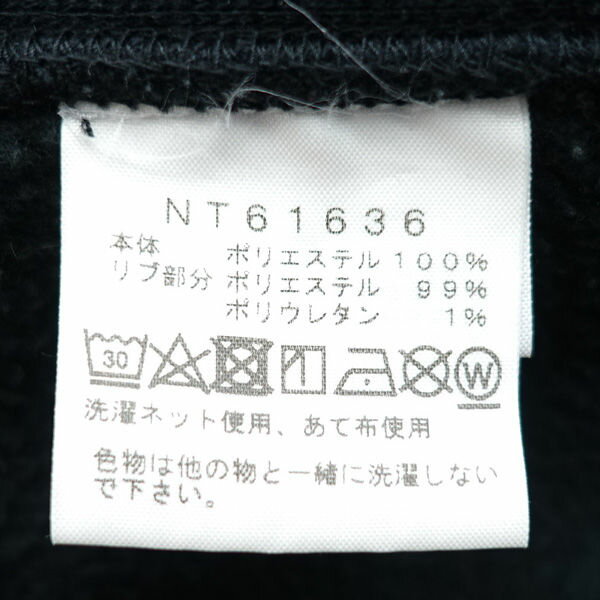 NT61636
本体 ポリエステル 100%
リブ部分 ポリエステル 99%
ポリウレタン 1%
30 W
洗濯ネット使用、あて布使用
色物は他の物と一緒に洗濯しない
で下さい。